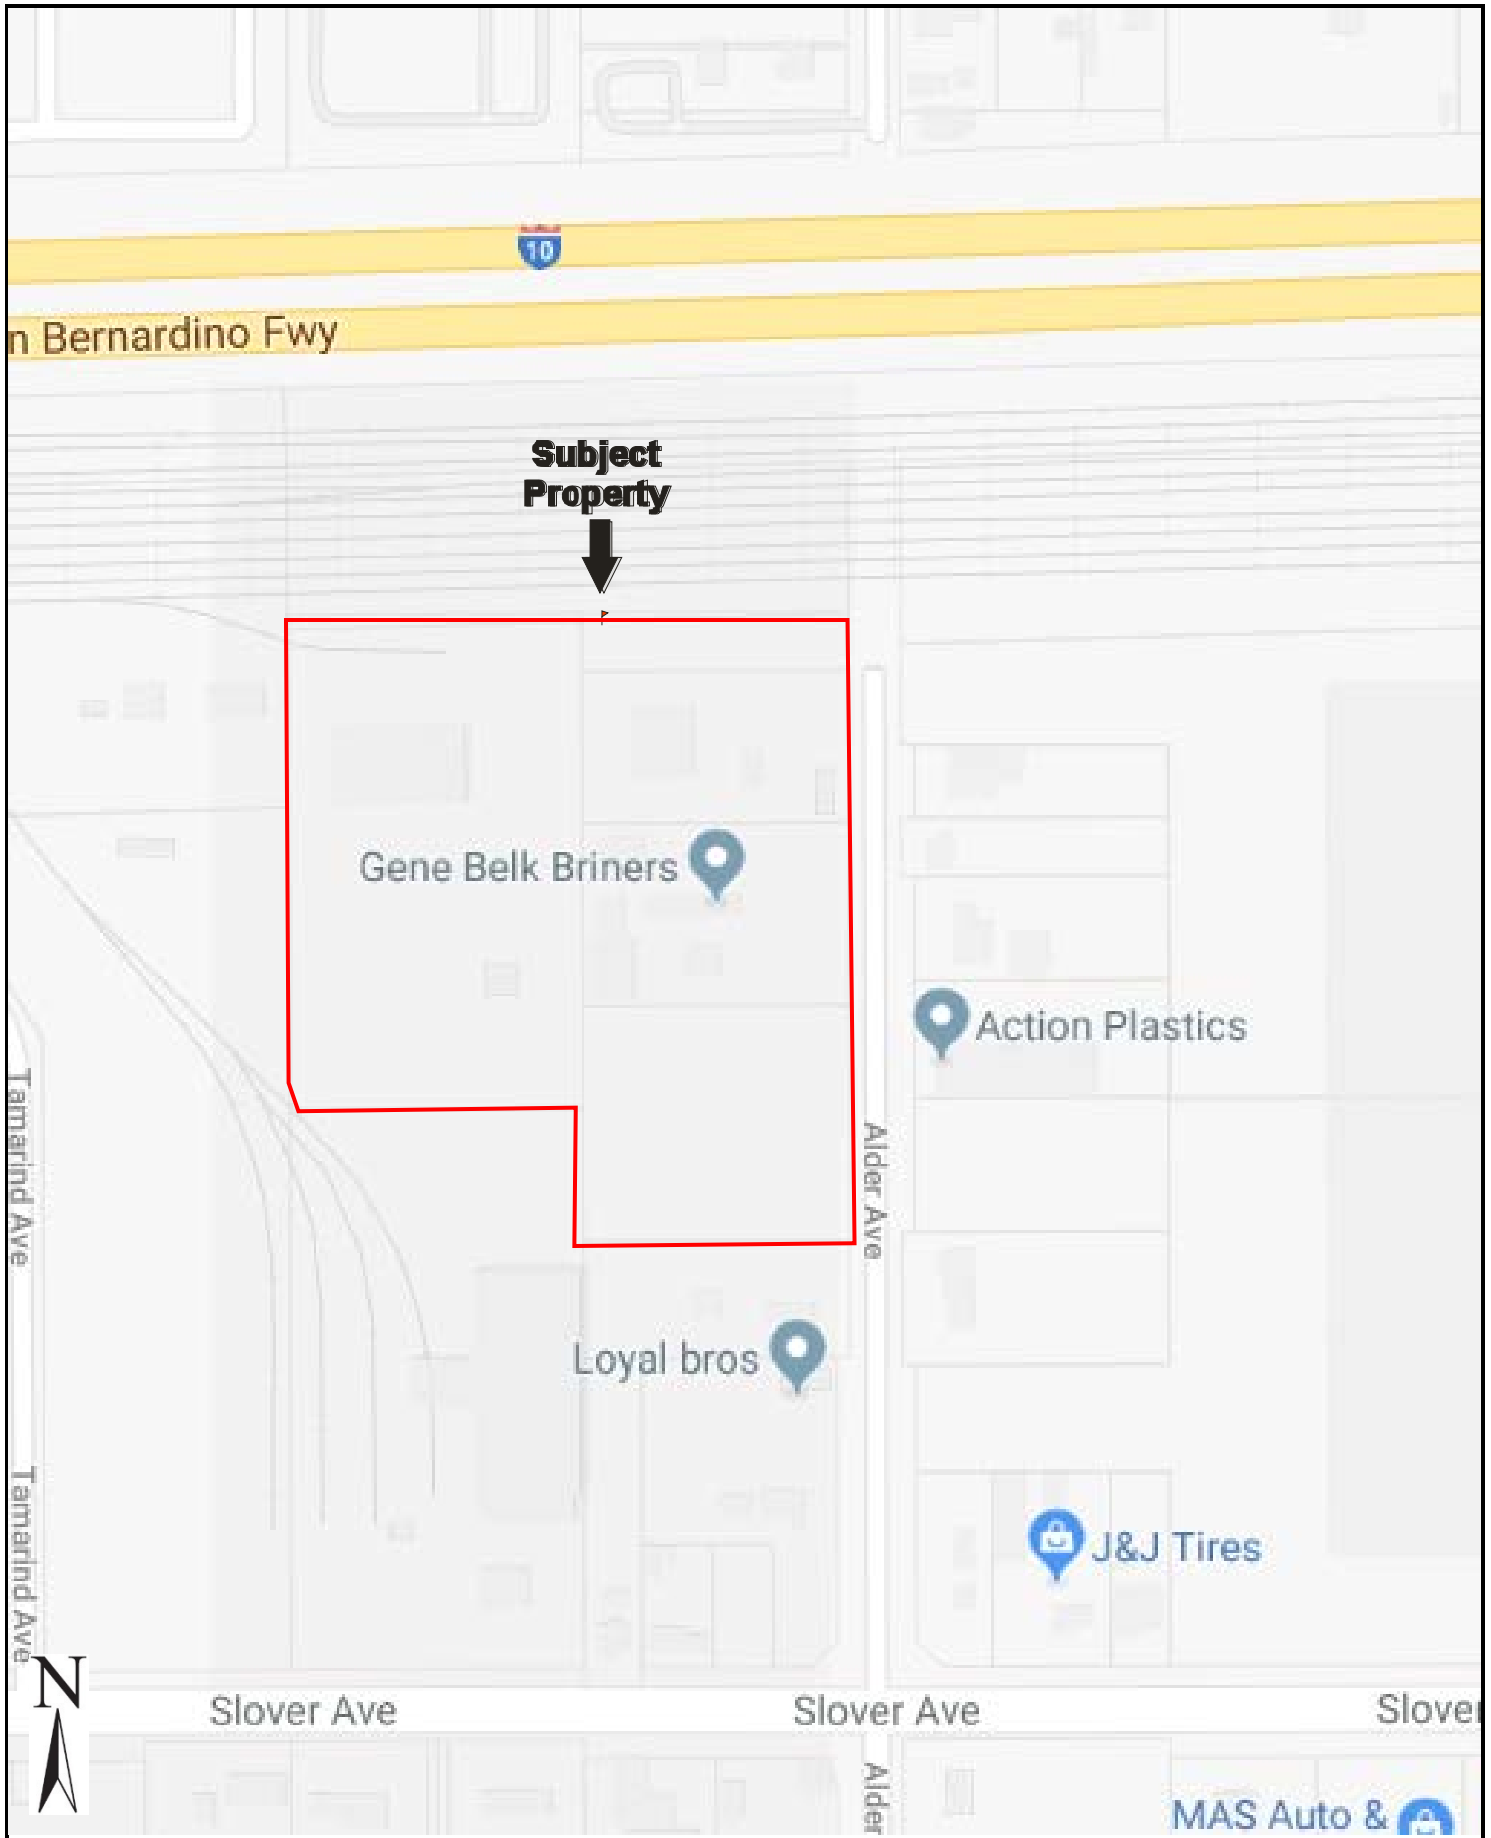 10
n Bernardino Fwy
Subject
Property
Gene Belk Briners
Action Plastics
Tamarind Ave
Alder Ave
Loyal bros
Tamarind Ave
J&J Tires
N
Slover Ave
Slover Ave
Slover
Alder
MAS Auto &